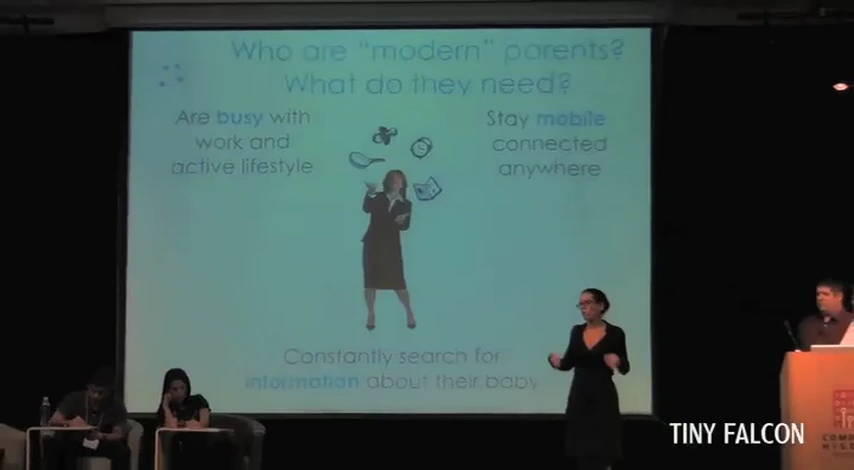 Who are "modern" parents?
What do they need?
Are busy with
work and
active lifestyle
Stay mobile
connected
anywhere
Constantly search for
information about their baby
TINY FALCON